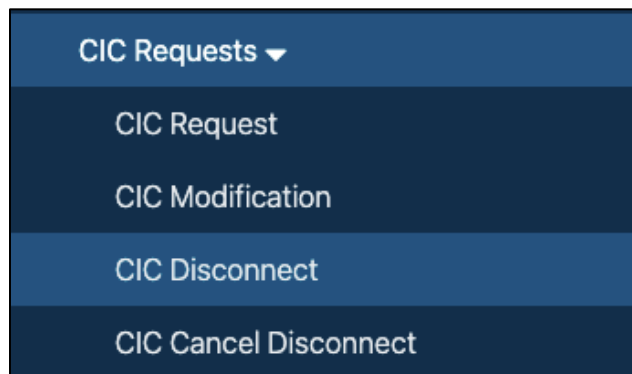 CIC Requests
CIC Request
CIC Modification
CIC Disconnect
CIC Cancel Disconnect